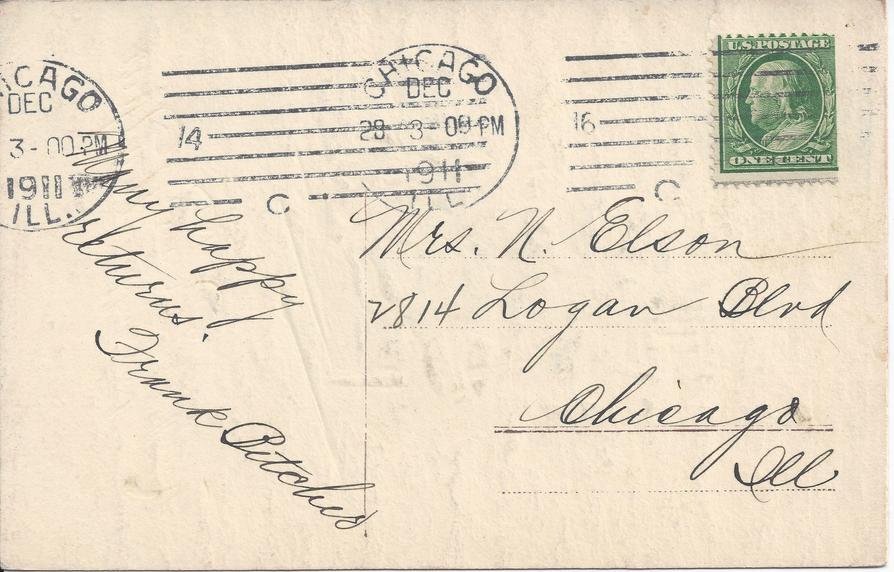 CHICAGO
DEC
3-00 PM
1911
ILL.
14
C
CHICAGO
DEC
28 3-00 PM
1911
ILL
16
C
U.S. POSTAGE
ONE CENT
Many happy
returns.
Frank
Mrs. N. Elson
2814 Logan Blvd
Chicago
Ill